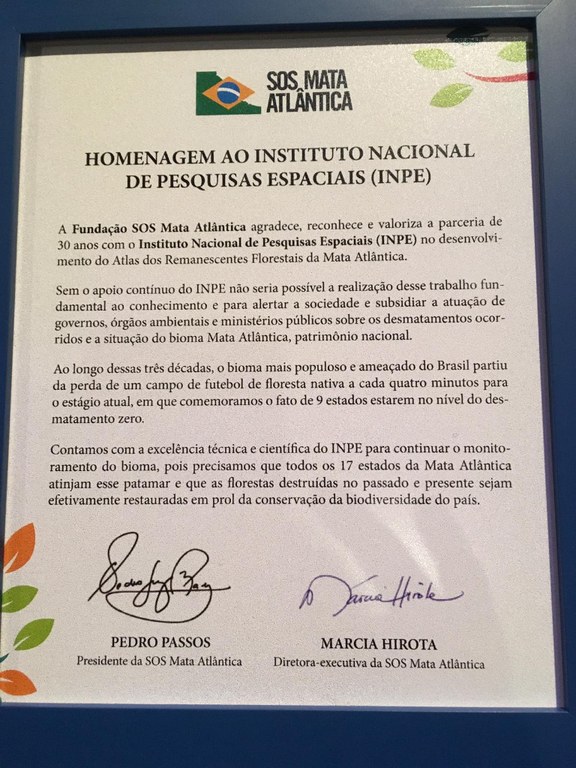 SOS MATA
ATLÂNTICA
HOMENAGEM AO INSTITUTO NACIONAL
DE PESQUISAS ESPACIAIS (INPE)
A Fundação SOS Mata Atlântica agradece, reconhece e valoriza a parceria de
30 anos com o Instituto Nacional de Pesquisas Espaciais (INPE) no desenvolvi-
mento do Atlas dos Remanescentes Florestais da Mata Atlântica.
Sem o apoio contínuo do INPE não seria possível a realização desse trabalho fun-
damental ao conhecimento e para alertar a sociedade e subsidiar a atuação de
governos, órgãos ambientais e ministérios públicos sobre os desmatamentos ocor-
ridos e a situação do bioma Mata Atlântica, patrimônio nacional.
Ao longo dessas três décadas, o bioma mais populoso e ameaçado do Brasil partiu
da perda de um campo de futebol de floresta nativa a cada quatro minutos para
o estágio atual, em que comemoramos o fato de 9 estados estarem no nível do des-
matamento zero.
Contamos com a excelência técnica e científica do INPE para continuar o monito-
ramento do bioma, pois precisamos que todos os 17 estados da Mata Atlântica
atinjam esse patamar e que as florestas destruídas no passado e presente sejam
efetivamente restauradas em prol da conservação da biodiversidade do país.
Marcia Hirota
PEDRO PASSOS
Presidente da SOS Mata Atlântica
MARCIA HIROTA
Diretora-executiva da SOS Mata Atlântica